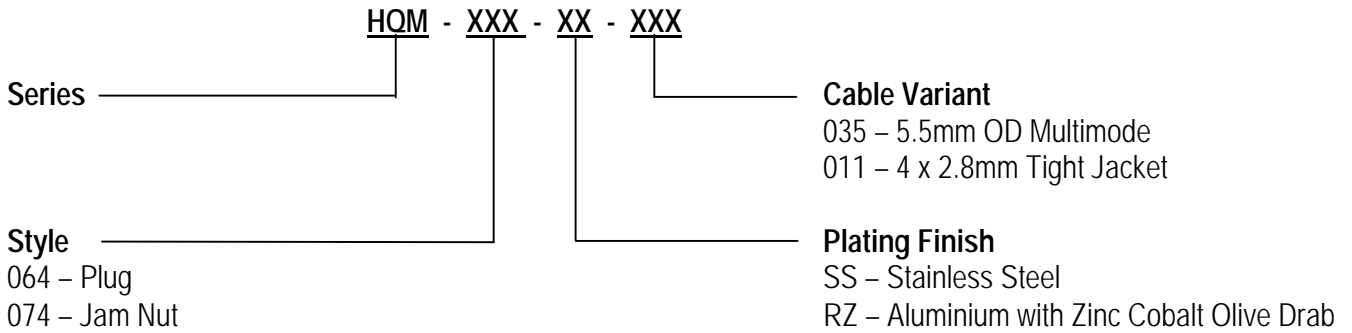 HQM - XXX - XX - XXX
Series
Cable Variant
035 – 5.5mm OD Multimode
011 – 4 x 2.8mm Tight Jacket
Style
064 – Plug
074 – Jam Nut
Plating Finish
SS – Stainless Steel
RZ – Aluminium with Zinc Cobalt Olive Drab